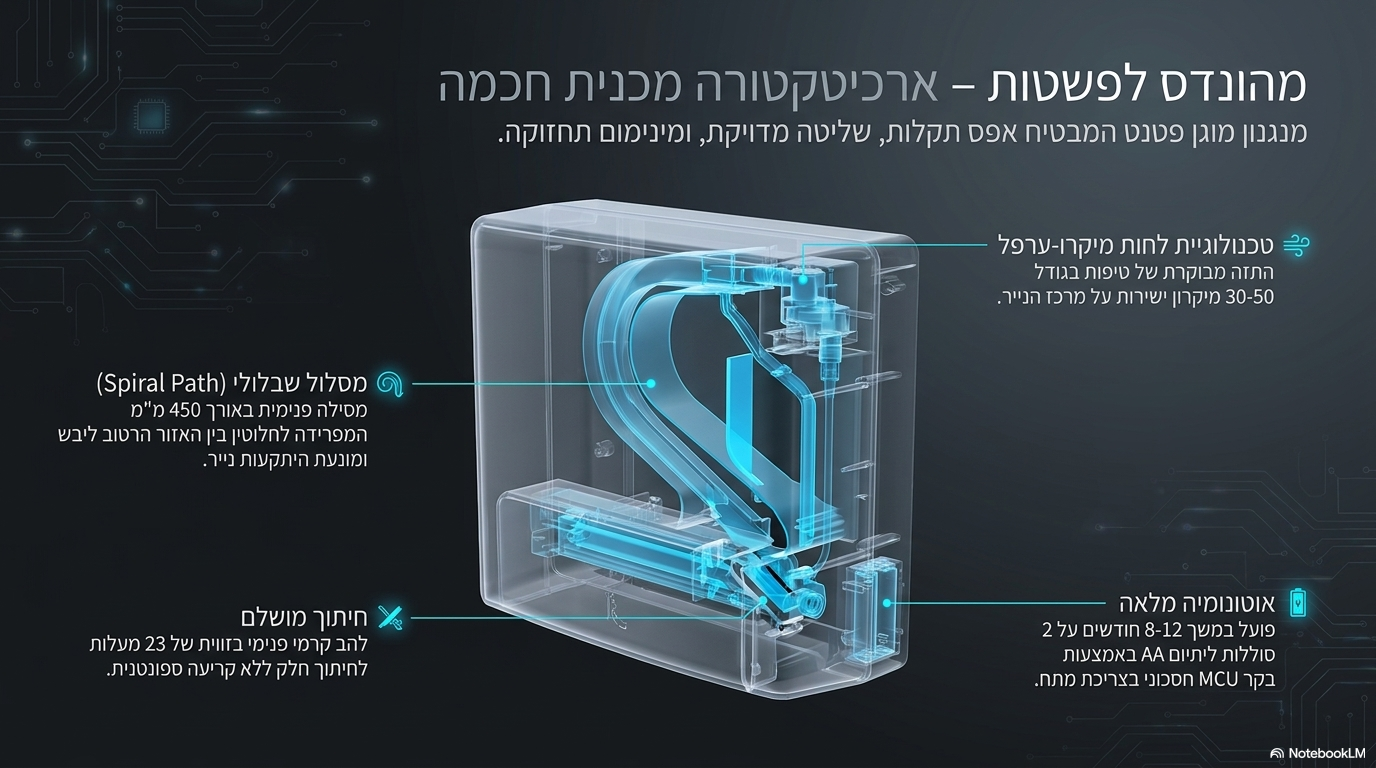 מהונדס לפשטות – ארכיטקטורה מכנית חכמה
מנגנון מוגן פטנט המבטיח אפס תקלות, שליטה מדויקת, ומינימום תחזוקה.
טכנולוגיית לחות מיקרו-ערפל
התזה מבוקרת של טיפות בגודל
30-50 מיקרון ישירות על מרכז הנייר.
מסלול שבלולי (Spiral Path)
מסילה פנימית באורך 450 מ"מ
המפרידה לחלוטין בין האזור הרטוב ליבש
ומונעת היתקעות נייר.
אוטונומיה מלאה
פועל במשך 8-12 חודשים על 2
סוללות ליתיום AA באמצעות
בקר MCU חסכוני בצריכת מתח.
חיתוך מושלם
להב קרמי פנימי בזווית של 23 מעלות
לחיתוך חלק ללא קריעה ספונטנית.
NotebookLM